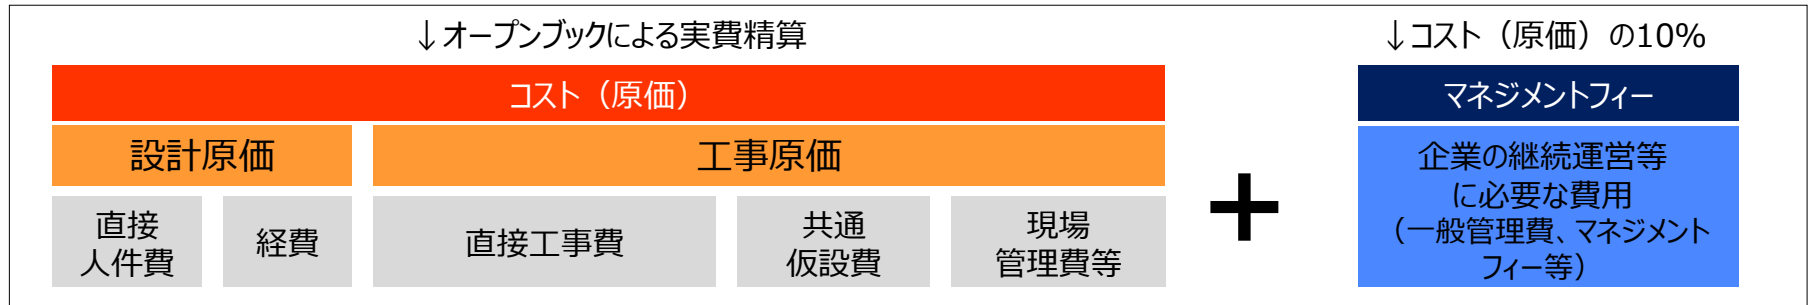 ↓オープンブックによる実費精算
↓コスト（原価）の10%
コスト（原価）
マネジメントフィー
設計原価
工事原価
直接
人件費
経費
直接工事費
共通
仮設費
現場
管理費等
+
企業の継続運営等
に必要な費用
（一般管理費、マネジメント
フィー等）